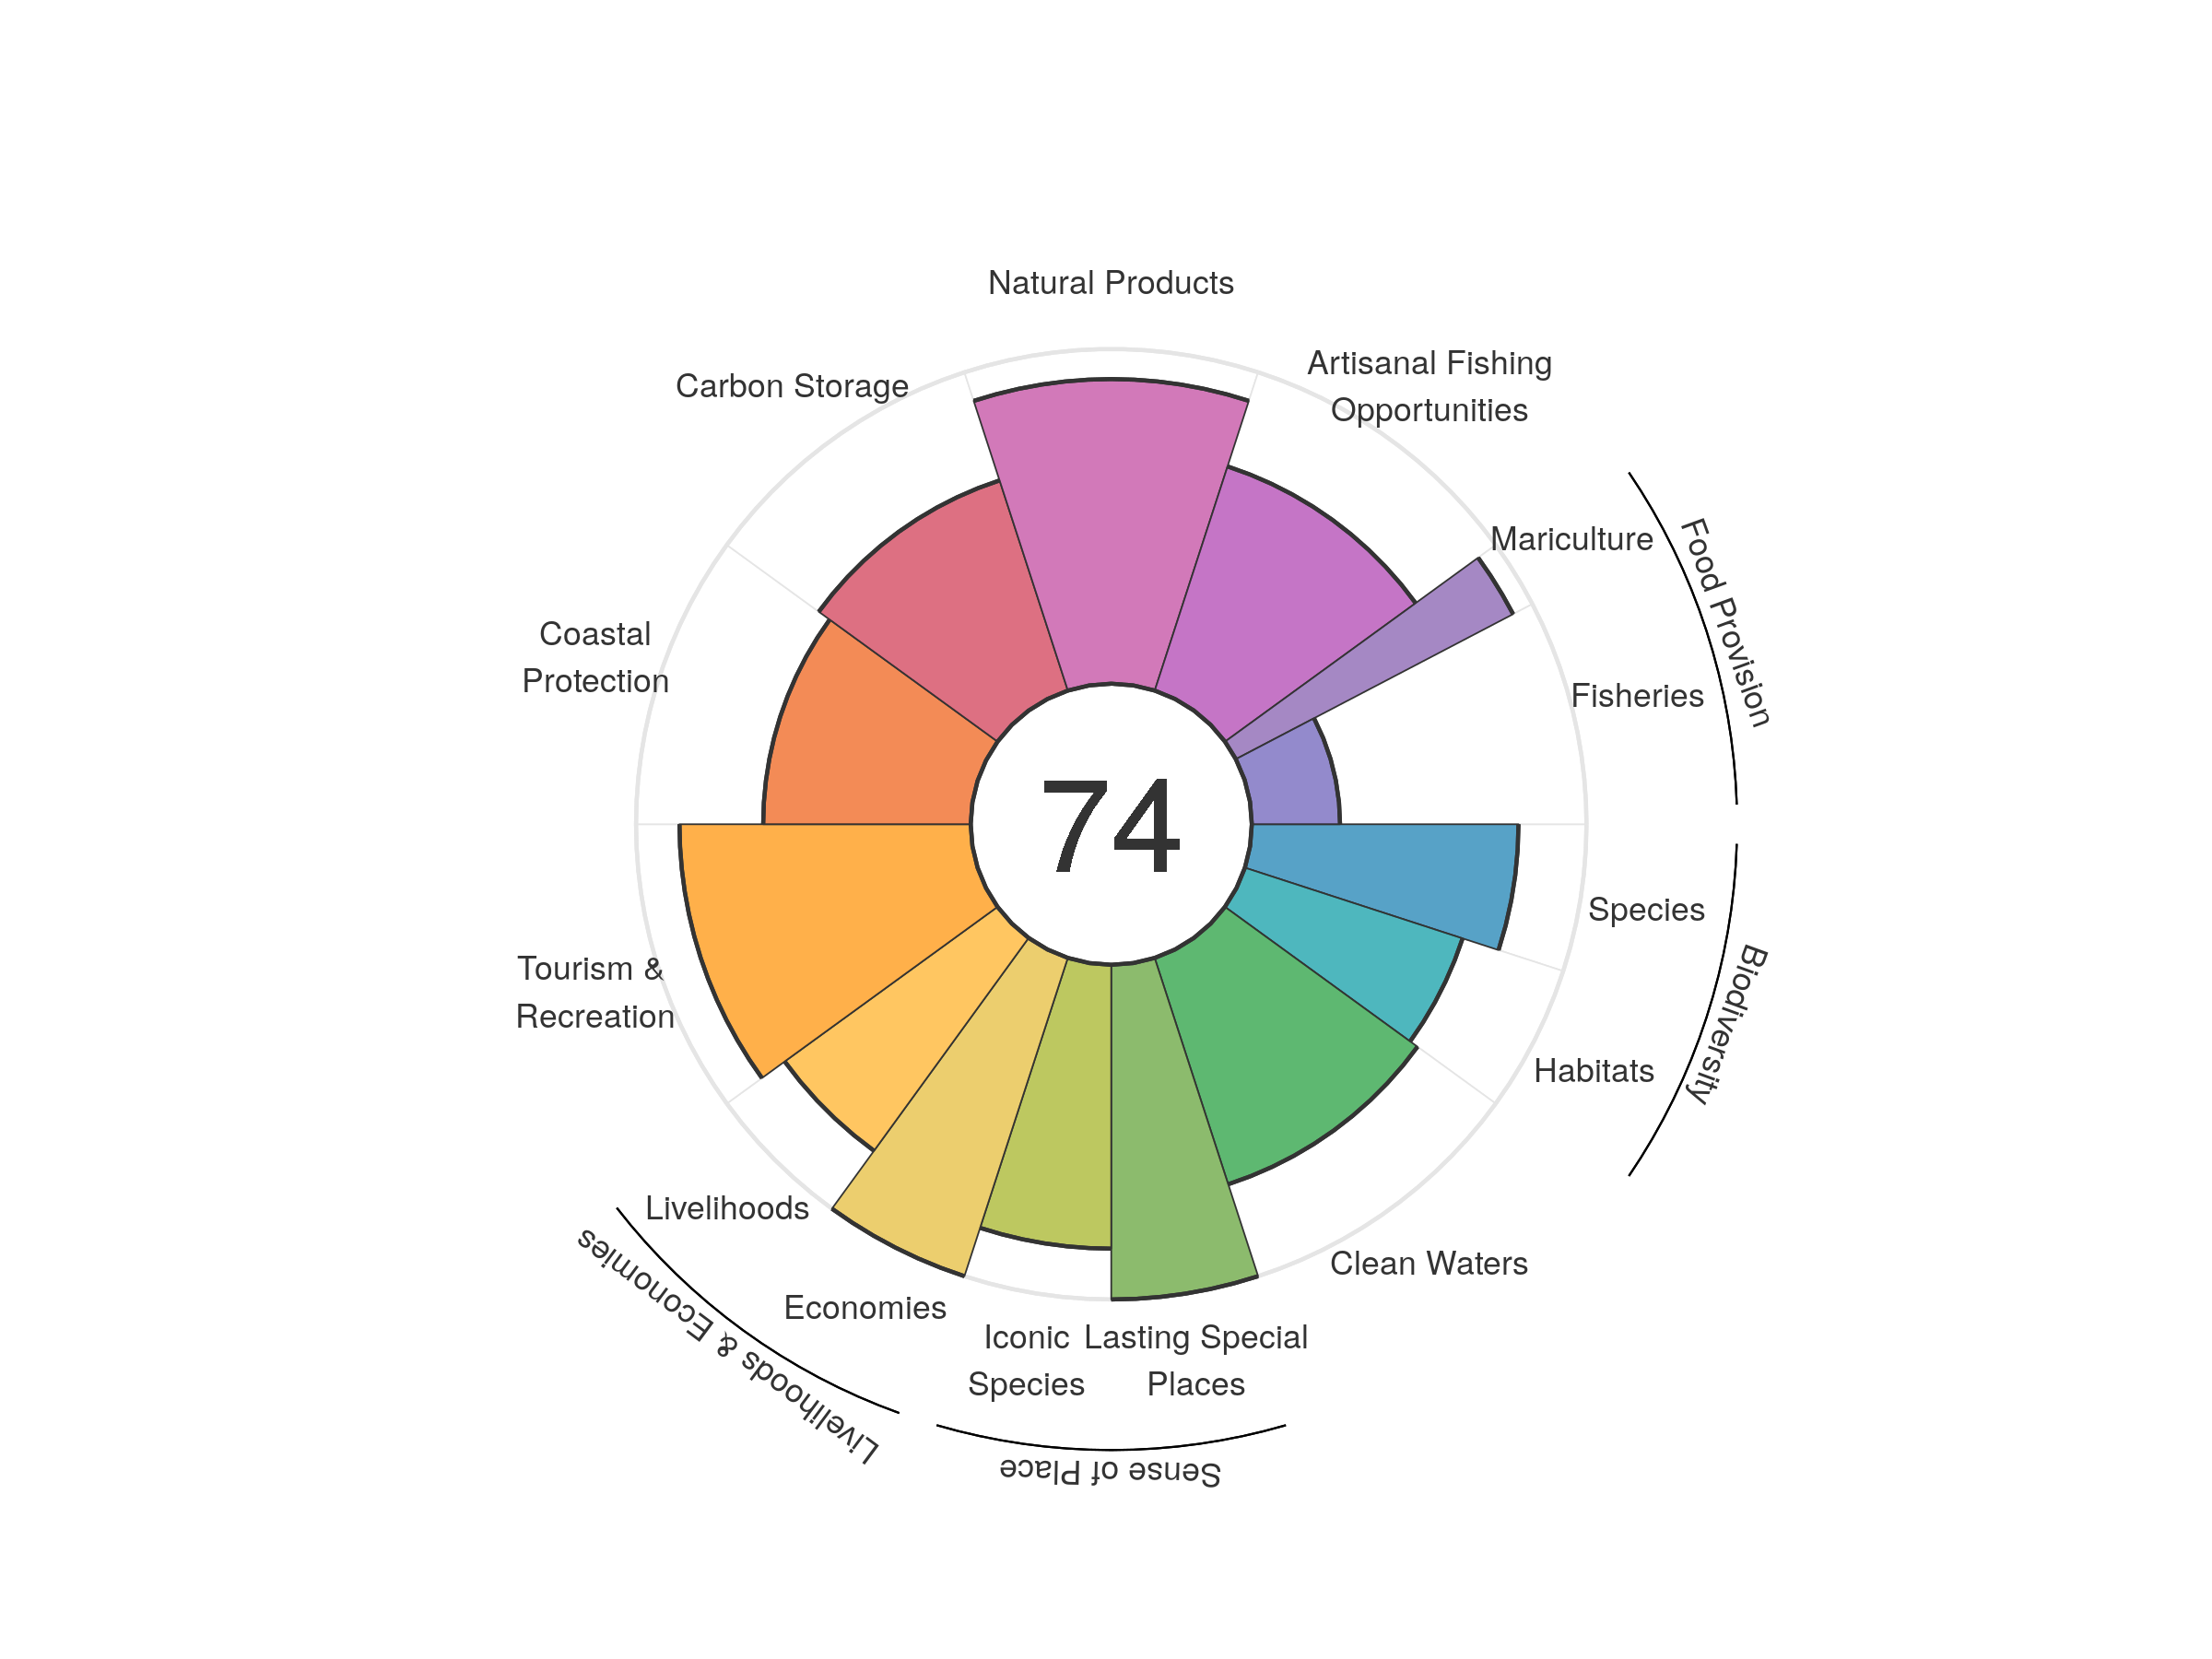 Natural Products
Carbon Storage
Artisanal Fishing
Opportunities
Mariculture
Food Provision
Coastal
Protection
Fisheries
74
Species
Tourism &
Recreation
Biodiversity
Habitats
Livelihoods
Clean Waters
Livelihoods & Economies
Economies
Iconic
Species
Lasting Special
Places
Sense of Place